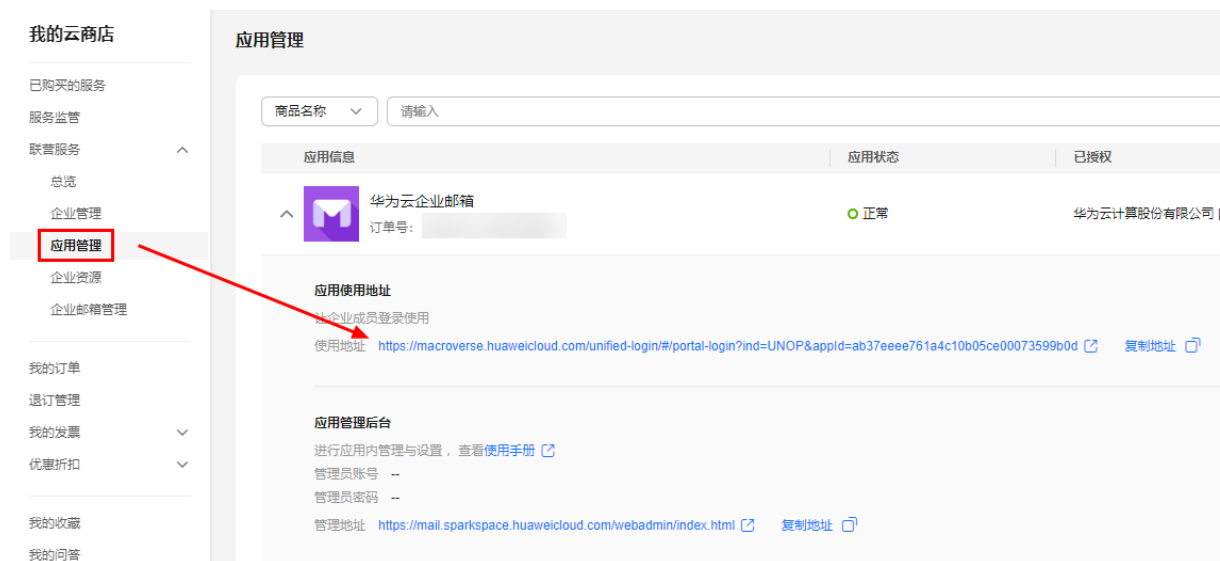 我的云商店
已购买的服务
服务监管
联营服务
总览
企业管理
应用管理
企业资源
企业邮箱管理
我的订单
退订管理
我的发票
优惠折扣
我的收藏
我的问答
应用管理
商品名称 请输入
应用信息 应用状态 已授权
华为云企业邮箱
订单号:
正常
华为云计算股份有限公司
应用使用地址
让企业成员登录使用
使用地址 https://macroverse.huaweicloud.com/unified-login/#/portal-login?ind=UNOP&appId=ab37eeee761a4c10b05ce00073599b0d 复制地址
应用管理后台
进行应用内管理与设置，查看使用手册
管理员账号 --
管理员密码 --
管理地址 https://mail.sparkspace.huaweicloud.com/webadmin/index.html 复制地址